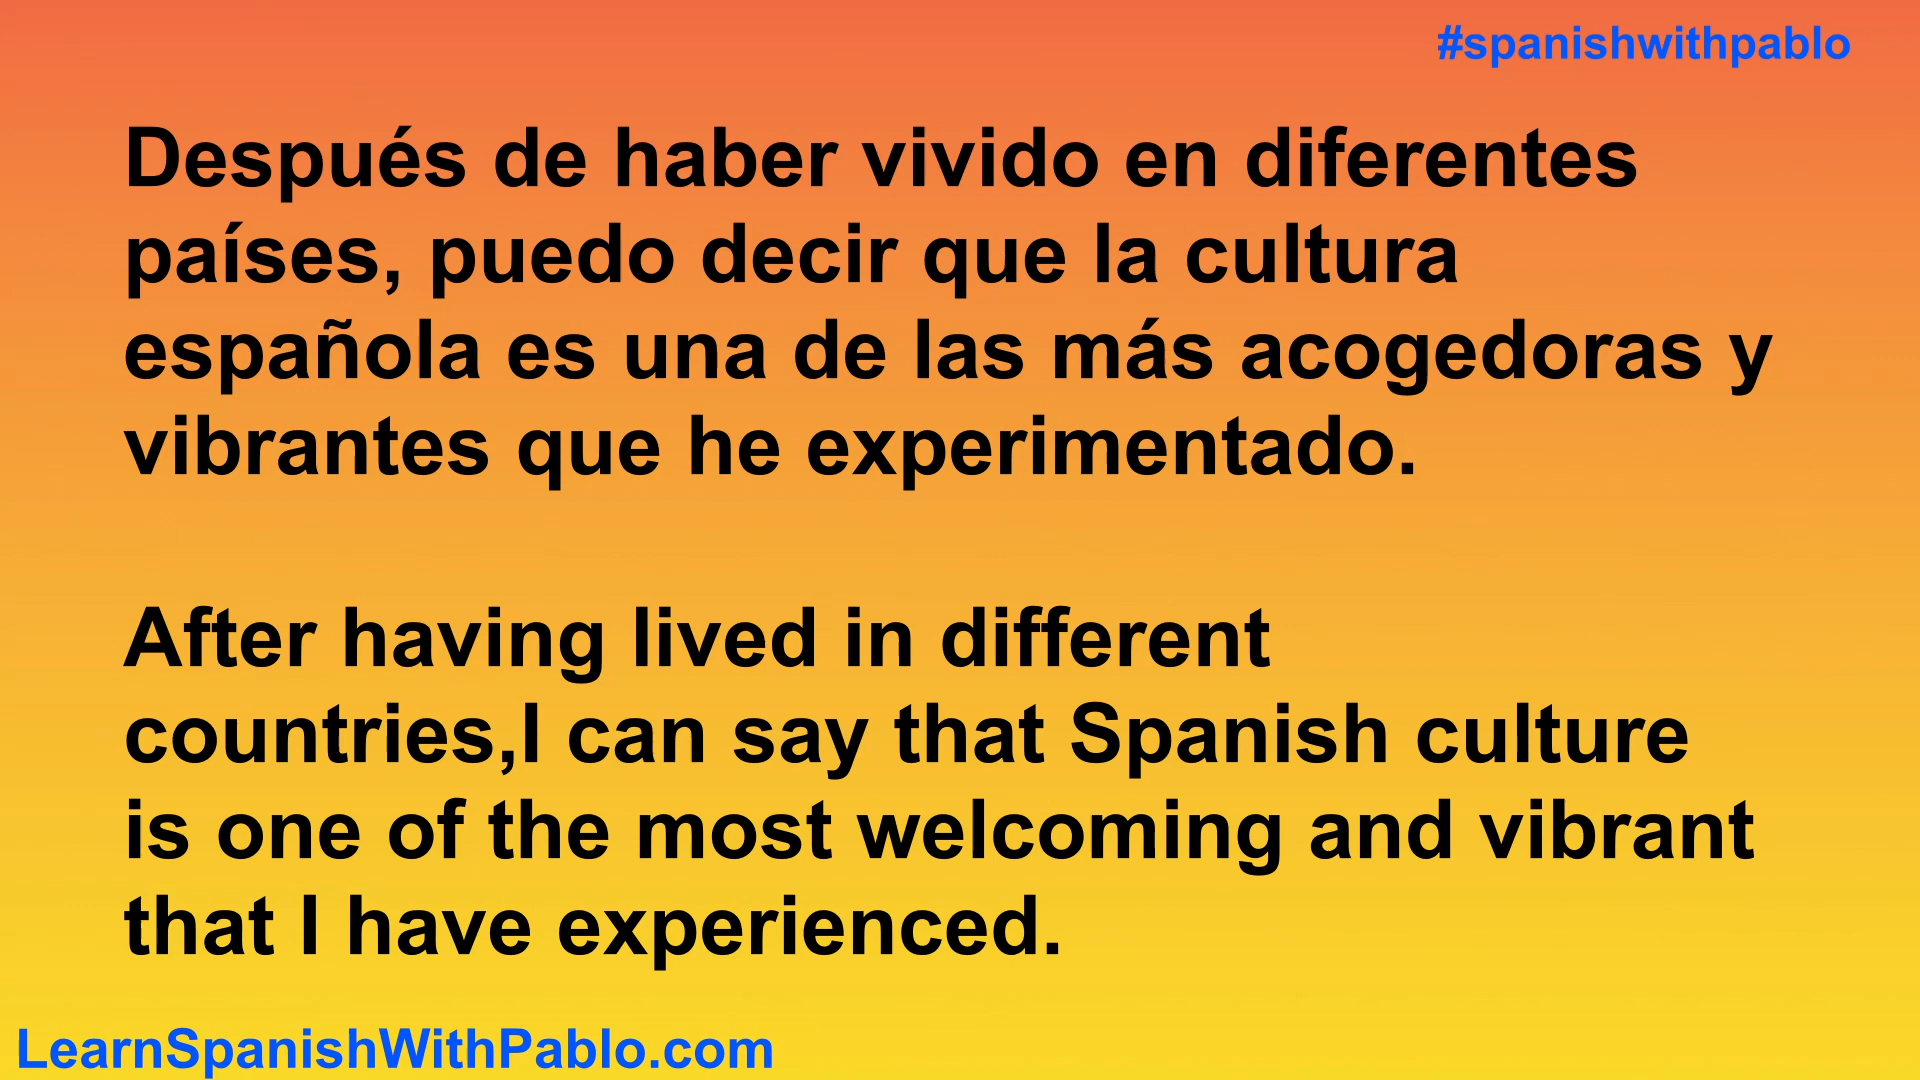 #spanishwithpablo
Después de haber vivido en diferentes
países, puedo decir que la cultura
española es una de las más acogedoras y
vibrantes que he experimentado.
After having lived in different
countries,I can say that Spanish culture
is one of the most welcoming and vibrant
that I have experienced.
LearnSpanishWithPablo.com